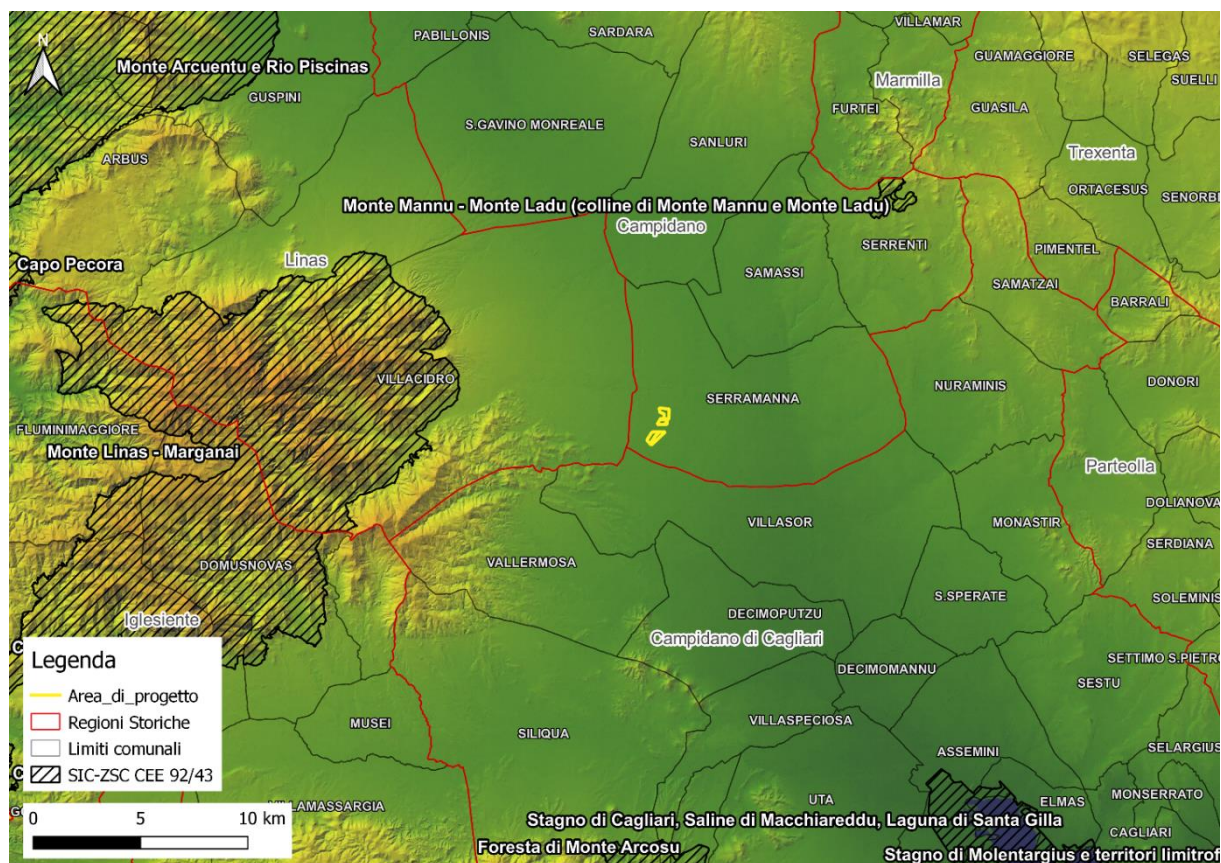 N
PABILLONIS
SARDARA
VILLAMAR
Monte Arcuentu e Rio Piscinas
GUAMAGGIORE
SELEGAS
Marmilla
SUELLI
GUSPINI
FURTEI
GUASILA
S.GAVINO MONREALE
SANLURI
Trexenta
ARBUS
ORTACESUS
SENORBI
Monte Mannu - Monte Ladu (colline di Monte Mannu e Monte Ladu)
Campidano
SERRENTI
PIMENTEL
Linas
Capo Pecora
SAMASSI
SAMATZAI
BARRALI
VILLACIDRO
DONORI
NURAMINIS
SERRAMANNA
FLUMINIMAGGIORE
Monte Linas - Marganai
Parteolla
DOLIANOVA
VILLASOR
MONASTIR
SERDIANA
VALLERMOSA
DOMUSNOVAS
S.SPERATE
SOLEMINIS
DECIMOPUTZU
Iglesiente
Campidano di Cagliari
SETTIMO S.PIETRO
DECIMOMANNU
SESTU
Legenda
Area_di_progetto
Regioni Storiche
Limiti comunali
SIC-ZSC CEE 92/43
MUSEI
SILIQUA
VILLASPECIOSA
ASSEMINI
SELARGIUS
0 5 10 km
LAMASSARGIA
UTA
ELMAS
MONSERRATO
Stagno di Cagliari, Saline di Macchiareddu, Laguna di Santa Gilla
CAGLIARI
Foresta di Monte Arcosu
Stagno di Molentargius e territori limitrofi